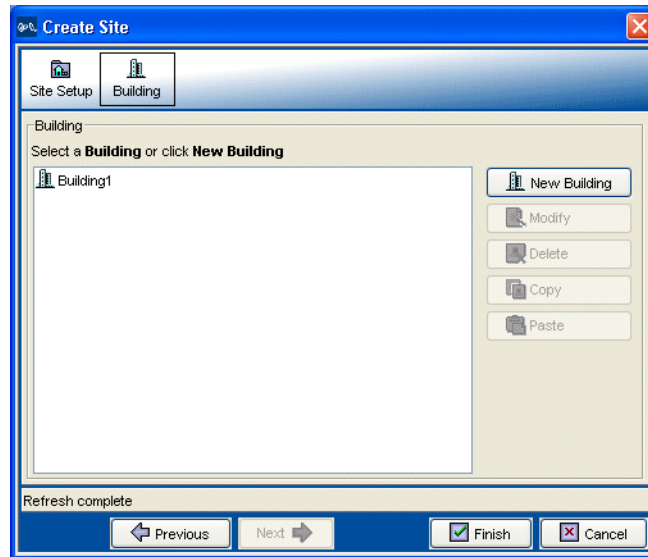 Create Site
Site Setup
Building
Building
Select a Building or click New Building
Building1
New Building
Modify
Delete
Copy
Paste
Refresh complete
Previous
Next
Finish
Cancel